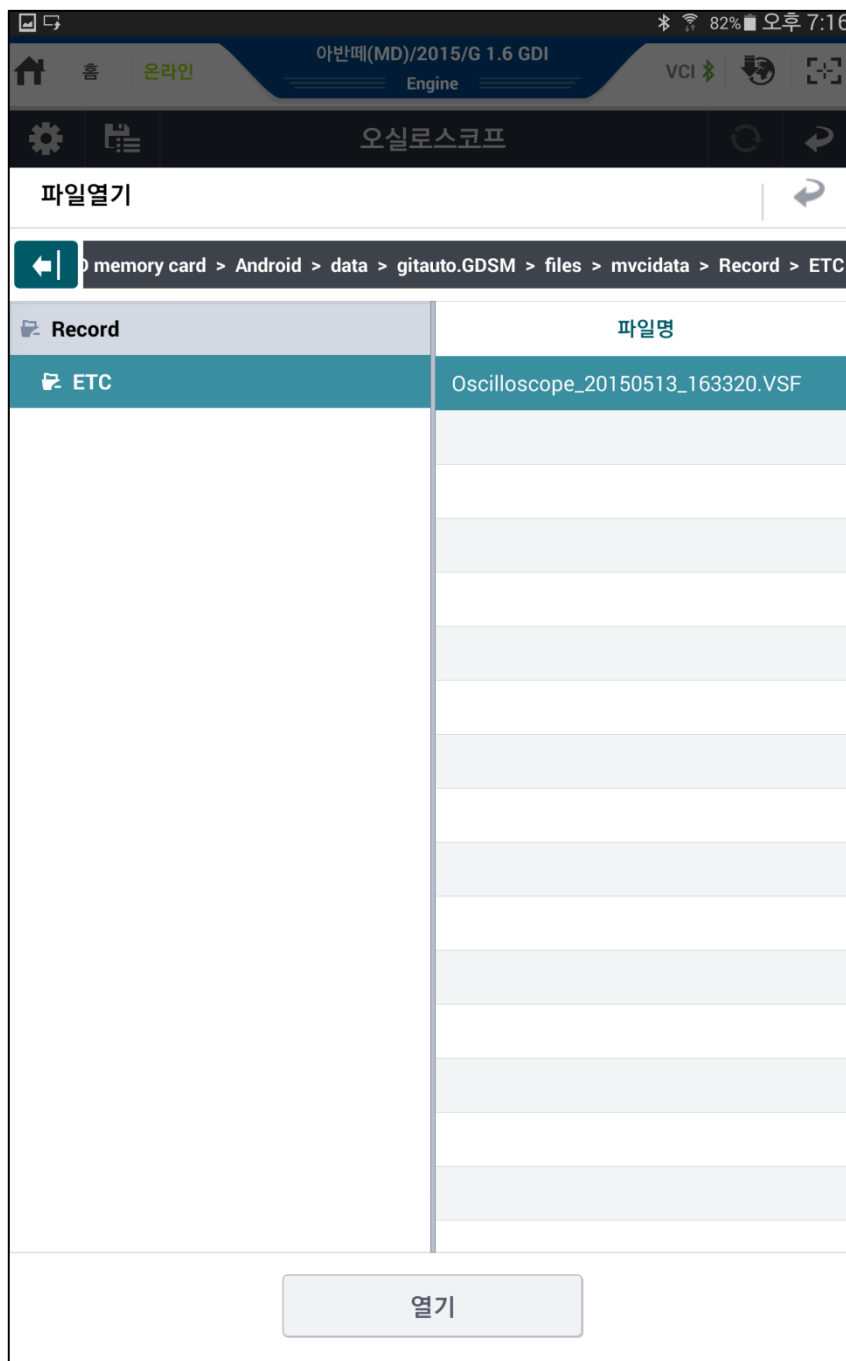 82% 오후 7:16
홈 온라인 아반떼(MD)/2015/G 1.6 GDI VCI
Engine
오실로스코프
파일열기
memory card > Android > data > gitauto.GDSM > files > mvcidata > Record > ETC
Record 파일명
ETC Oscilloscope_20150513_163320.VSF
열기